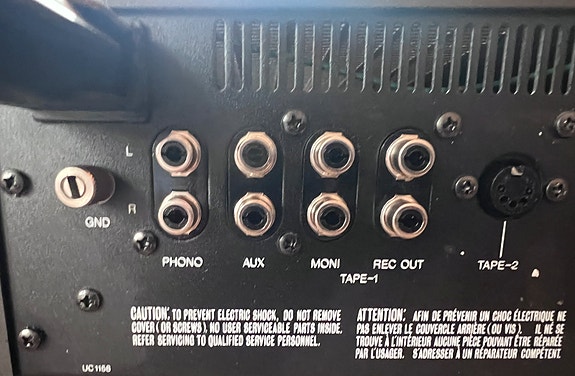 L
R
GND
PHONO AUX MONI REC OUT TAPE-2
TAPE-1
CAUTION: TO PREVENT ELECTRIC SHOCK, DO NOT REMOVE
COVER (OR SCREWS). NO USER SERVICEABLE PARTS INSIDE.
REFER SERVICING TO QUALIFIED SERVICE PERSONNEL.
ATTENTION: AFIN DE PRÉVENIR UN CHOC ÉLECTRIQUE NE
PAS ENLEVER LE COUVERCLE ARRIÈRE (OU VIS). IL NE SE
TROUVE À L'INTÉRIEUR AUCUNE PIÈCE POUVANT ÊTRE RÉPARÉE
PAR L'USAGER. S'ADRESSER À UN RÉPARATEUR COMPÉTENT.
UC1166